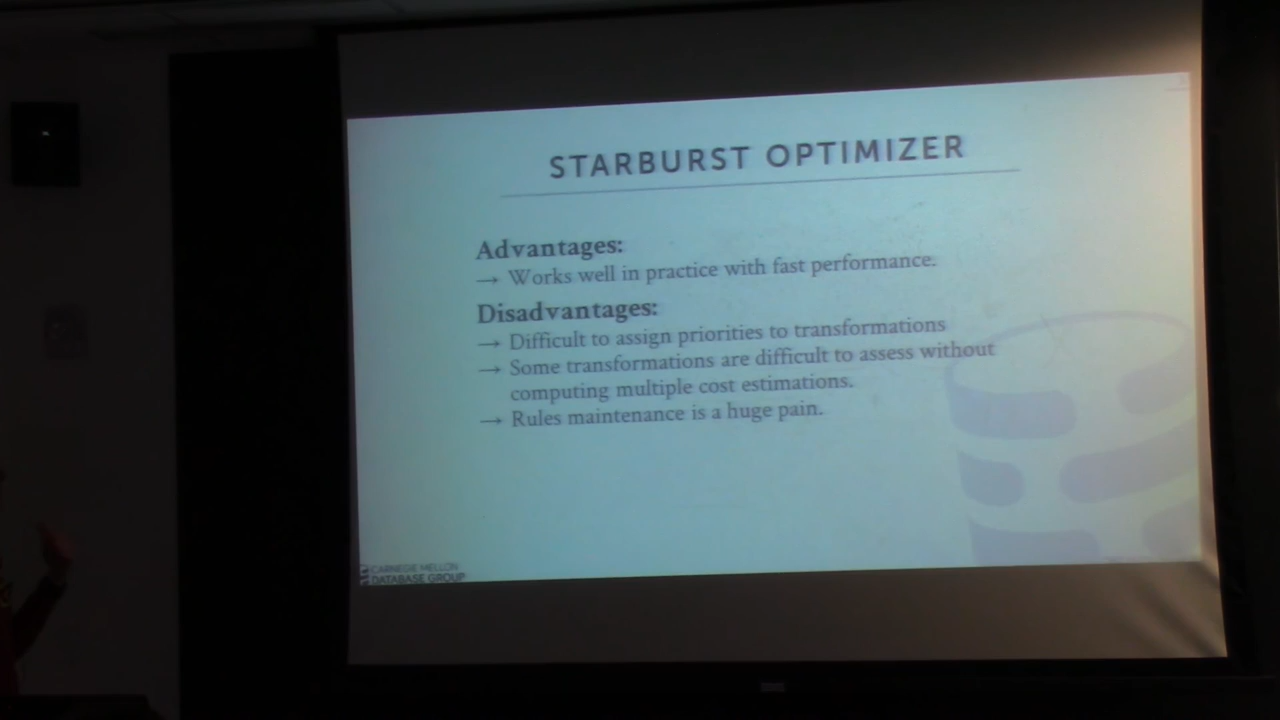 STARBURST OPTIMIZER
Advantages:
→ Works well in practice with fast performance.
Disadvantages:
→ Difficult to assign priorities to transformations
→ Some transformations are difficult to assess without
computing multiple cost estimations.
→ Rules maintenance is a huge pain.
CARNEGIE MELLON
DATABASE GROUP